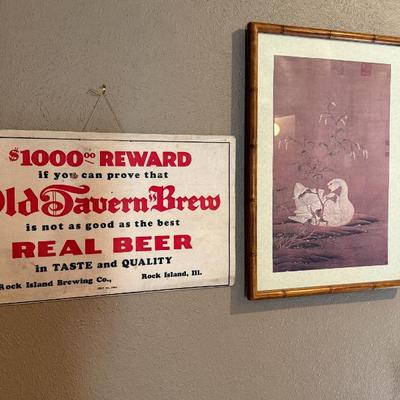 $1000.00 REWARD
if you can prove that
Old Tavern Brew
is not as good as the best
REAL BEER
in TASTE and QUALITY
Rock Island Brewing Co., Rock Island, Ill.